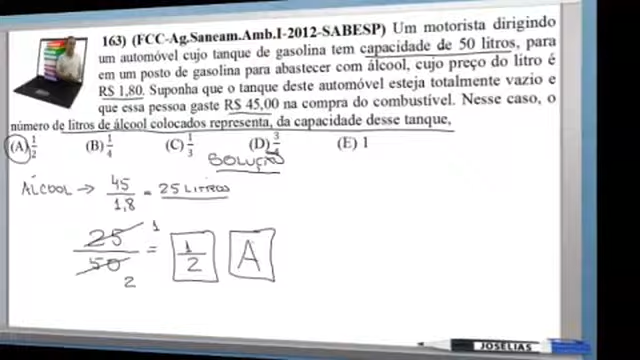 163) (FCC-Ag.Saneam.Amb.I-2012-SABESP) Um motorista dirigindo
um automóvel cujo tanque de gasolina tem capacidade de 50 litros, para
em um posto de gasolina para abastecer com álcool, cujo preço do litro é
R$ 1,80. Suponha que o tanque deste automóvel esteja totalmente vazio e
que essa pessoa gaste R$ 45,00 na compra do combustível. Nesse caso, o
número de litros de álcool colocados representa, da capacidade desse tanque,
(A) 1/2 (B) 1/4 (C) 1/3 (D) 3/4 (E) 1
SOLUÇÃO
ÁLCOOL → 45/1,8 = 25 LITROS
25/50 = 1/2 A
1
2
JOSELIAS